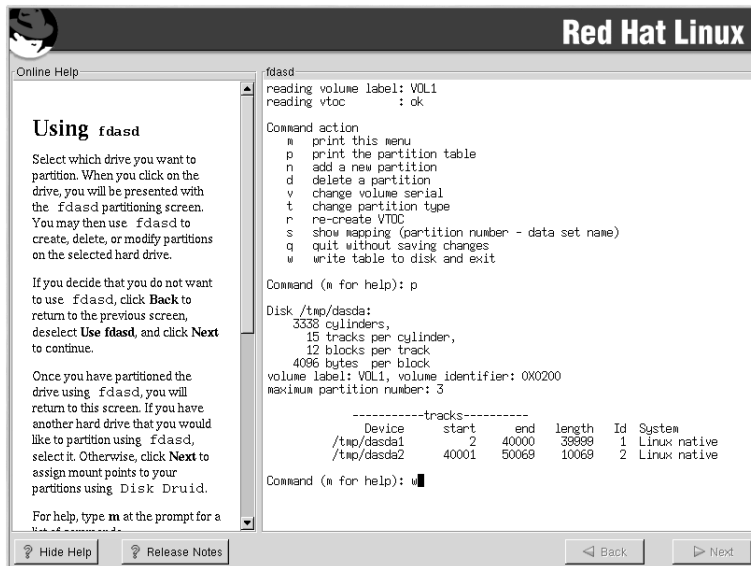 Red Hat Linux
Online Help
Using fdasd
Select which drive you want to
partition. When you click on the
drive, you will be presented with
the fdasd partitioning screen.
You may then use fdasd to
create, delete, or modify partitions
on the selected hard drive.
If you decide that you do not want
to use fdasd, click Back to
return to the previous screen,
deselect Use fdasd, and click Next
to continue.
Once you have partitioned the
drive using fdasd, you will
return to this screen. If you have
another hard drive that you would
like to partition using fdasd,
select it. Otherwise, click Next to
assign mount points to your
partitions using Disk Druid.
For help, type m at the prompt for a
list of commands.
fdasd
reading volume label: VOL1
reading vtoc : ok
Command action
m print this menu
p print the partition table
n add a new partition
d delete a partition
v change volume serial
t change partition type
r re-create VTOC
s show mapping (partition number - data set name)
q quit without saving changes
w write table to disk and exit
Command (m for help): p
Disk /tmp/dasda:
3338 cylinders,
15 tracks per cylinder,
12 blocks per track
4096 bytes per block
volume label: VOL1, volume identifier: 0X0200
maximum partition number: 3
-----------tracks----------
Device start end length Id System
/tmp/dasda1 2 40000 39999 1 Linux native
/tmp/dasda2 40001 50069 10069 2 Linux native
Command (m for help): w
Hide Help
Release Notes
Back
Next